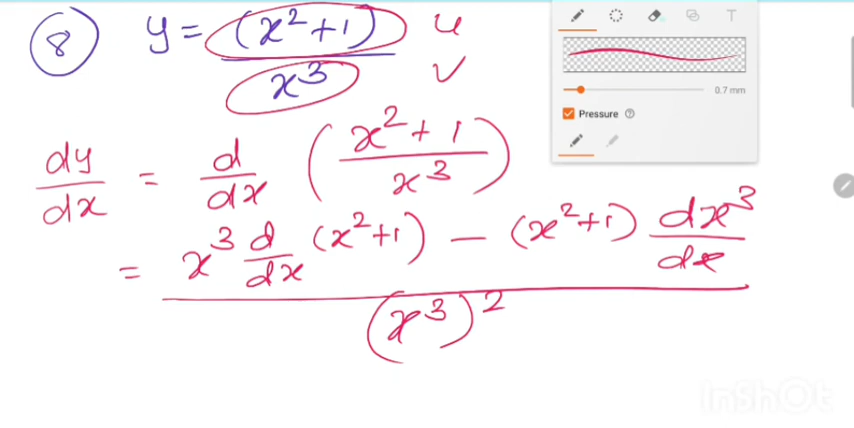 8 y = (x²+1) / x³ u v
T
0.7 mm
Pressure
dy/dx = d/dx ( (x²+1) / x³ )
= ( x³ d/dx (x²+1) − (x²+1) dx³/dx ) / (x³)²
InShOt